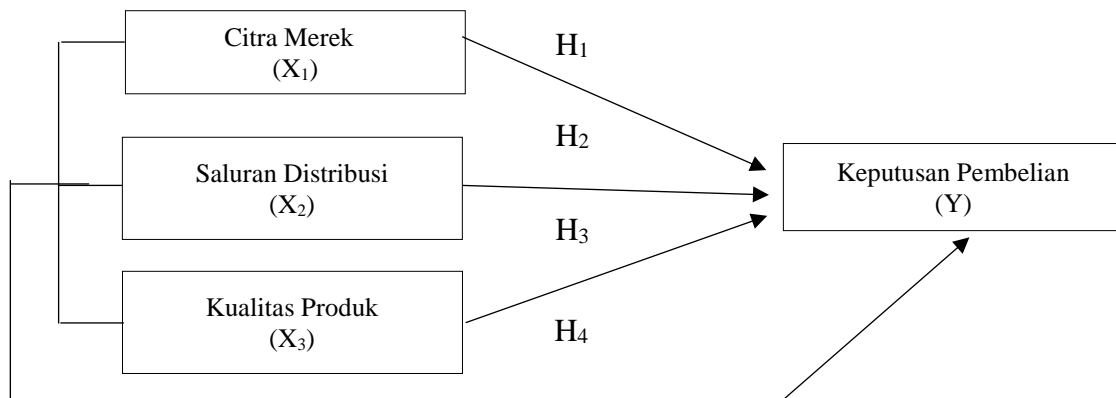 Citra Merek
(X₁)
H₁
H₂
Saluran Distribusi
(X₂)
Keputusan Pembelian
(Y)
H₃
Kualitas Produk
(X₃)
H₄